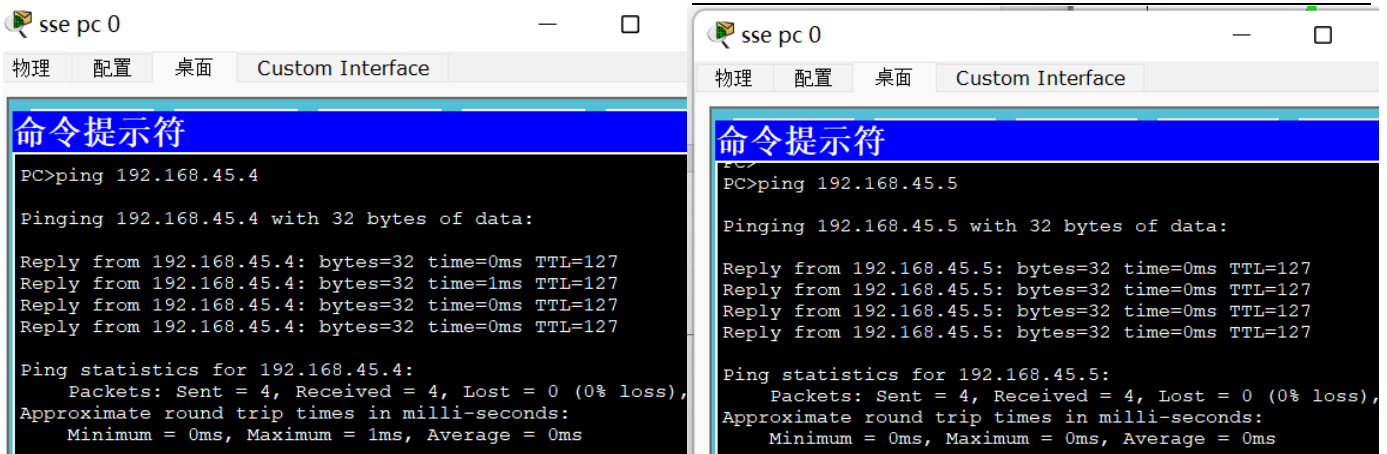 sse pc 0
物理 配置 桌面 Custom Interface
命令提示符
PC>ping 192.168.45.4
Pinging 192.168.45.4 with 32 bytes of data:
Reply from 192.168.45.4: bytes=32 time=0ms TTL=127
Reply from 192.168.45.4: bytes=32 time=1ms TTL=127
Reply from 192.168.45.4: bytes=32 time=0ms TTL=127
Reply from 192.168.45.4: bytes=32 time=0ms TTL=127
Ping statistics for 192.168.45.4:
Packets: Sent = 4, Received = 4, Lost = 0 (0% loss),
Approximate round trip times in milli-seconds:
Minimum = 0ms, Maximum = 1ms, Average = 0ms
sse pc 0
物理 配置 桌面 Custom Interface
命令提示符
PC>
PC>ping 192.168.45.5
Pinging 192.168.45.5 with 32 bytes of data:
Reply from 192.168.45.5: bytes=32 time=0ms TTL=127
Reply from 192.168.45.5: bytes=32 time=0ms TTL=127
Reply from 192.168.45.5: bytes=32 time=0ms TTL=127
Reply from 192.168.45.5: bytes=32 time=0ms TTL=127
Ping statistics for 192.168.45.5:
Packets: Sent = 4, Received = 4, Lost = 0 (0% loss),
Approximate round trip times in milli-seconds:
Minimum = 0ms, Maximum = 0ms, Average = 0ms